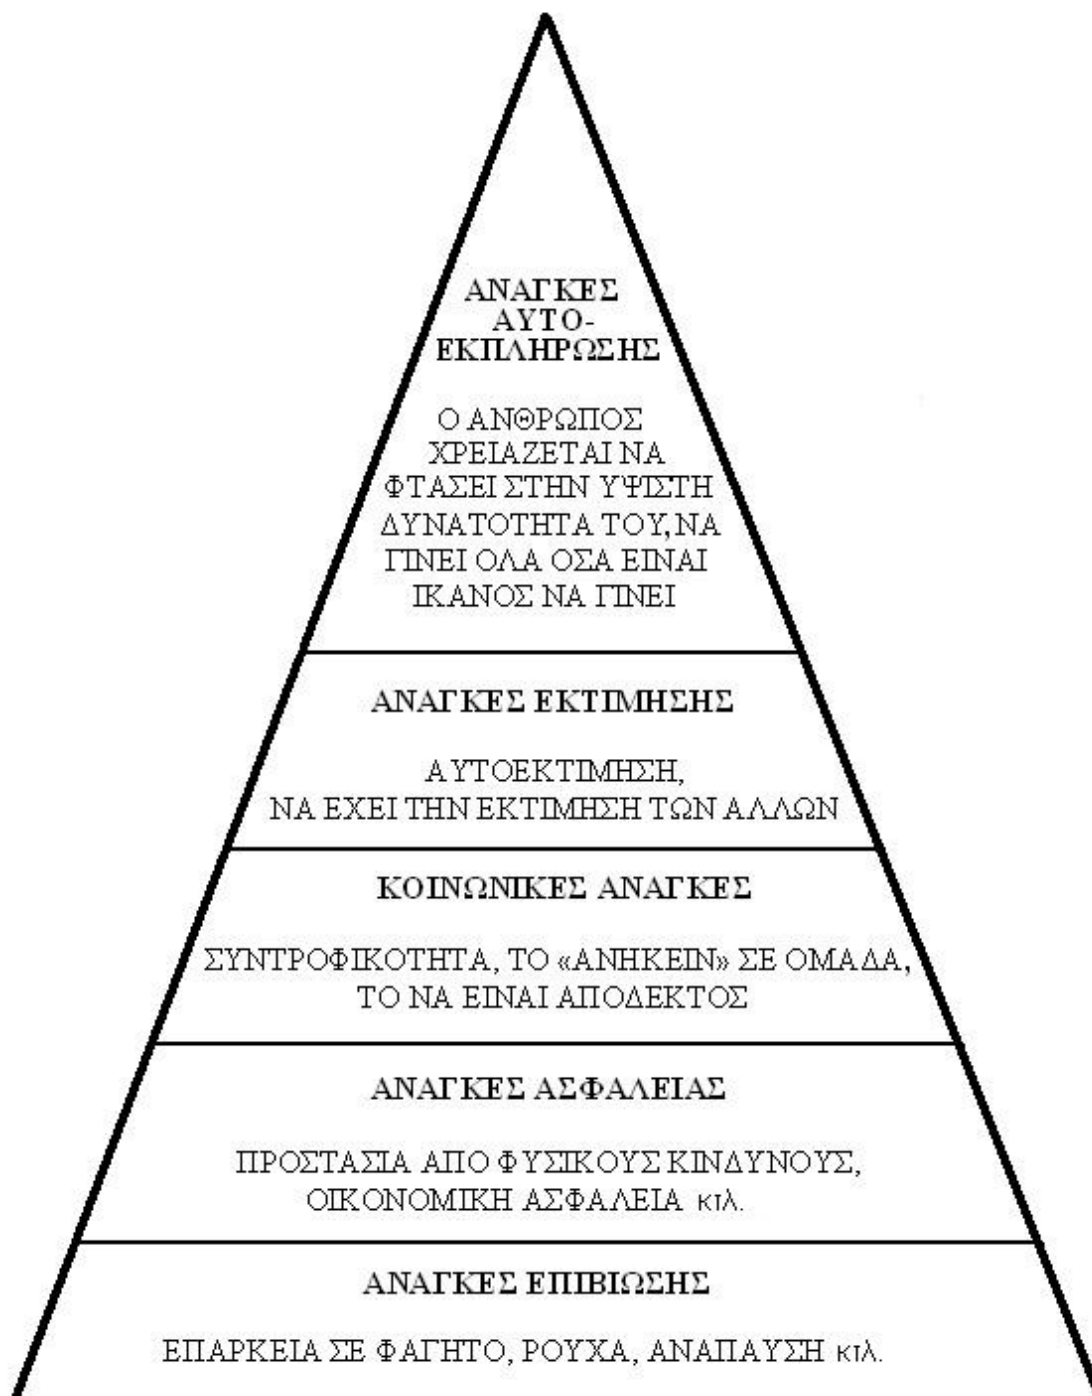 ΑΝΑΓΚΕΣ
ΑΥΤΟ-
ΕΚΠΛΗΡΩΣΗΣ
Ο ΑΝΘΡΩΠΟΣ
ΧΡΕΙΑΖΕΤΑΙ ΝΑ
ΦΤΑΣΕΙ ΣΤΗΝ ΥΨΙΣΤΗ
ΔΥΝΑΤΟΤΗΤΑ ΤΟΥ, ΝΑ
ΓΙΝΕΙ ΟΛΑ ΟΣΑ ΕΙΝΑΙ
ΙΚΑΝΟΣ ΝΑ ΓΙΝΕΙ
ΑΝΑΓΚΕΣ ΕΚΤΙΜΗΣΗΣ
ΑΥΤΟΕΚΤΙΜΗΣΗ,
ΝΑ ΕΧΕΙ ΤΗΝ ΕΚΤΙΜΗΣΗ ΤΩΝ ΑΛΛΩΝ
ΚΟΙΝΩΝΙΚΕΣ ΑΝΑΓΚΕΣ
ΣΥΝΤΡΟΦΙΚΟΤΗΤΑ, ΤΟ «ΑΝΗΚΕΙΝ» ΣΕ ΟΜΑΔΑ,
ΤΟ ΝΑ ΕΙΝΑΙ ΑΠΟΔΕΚΤΟΣ
ΑΝΑΓΚΕΣ ΑΣΦΑΛΕΙΑΣ
ΠΡΟΣΤΑΣΙΑ ΑΠΟ ΦΥΣΙΚΟΥΣ ΚΙΝΔΥΝΟΥΣ,
ΟΙΚΟΝΟΜΙΚΗ ΑΣΦΑΛΕΙΑ κτλ.
ΑΝΑΓΚΕΣ ΕΠΙΒΙΩΣΗΣ
ΕΠΑΡΚΕΙΑ ΣΕ ΦΑΓΗΤΟ, ΡΟΥΧΑ, ΑΝΑΠΑΥΣΗ κτλ.